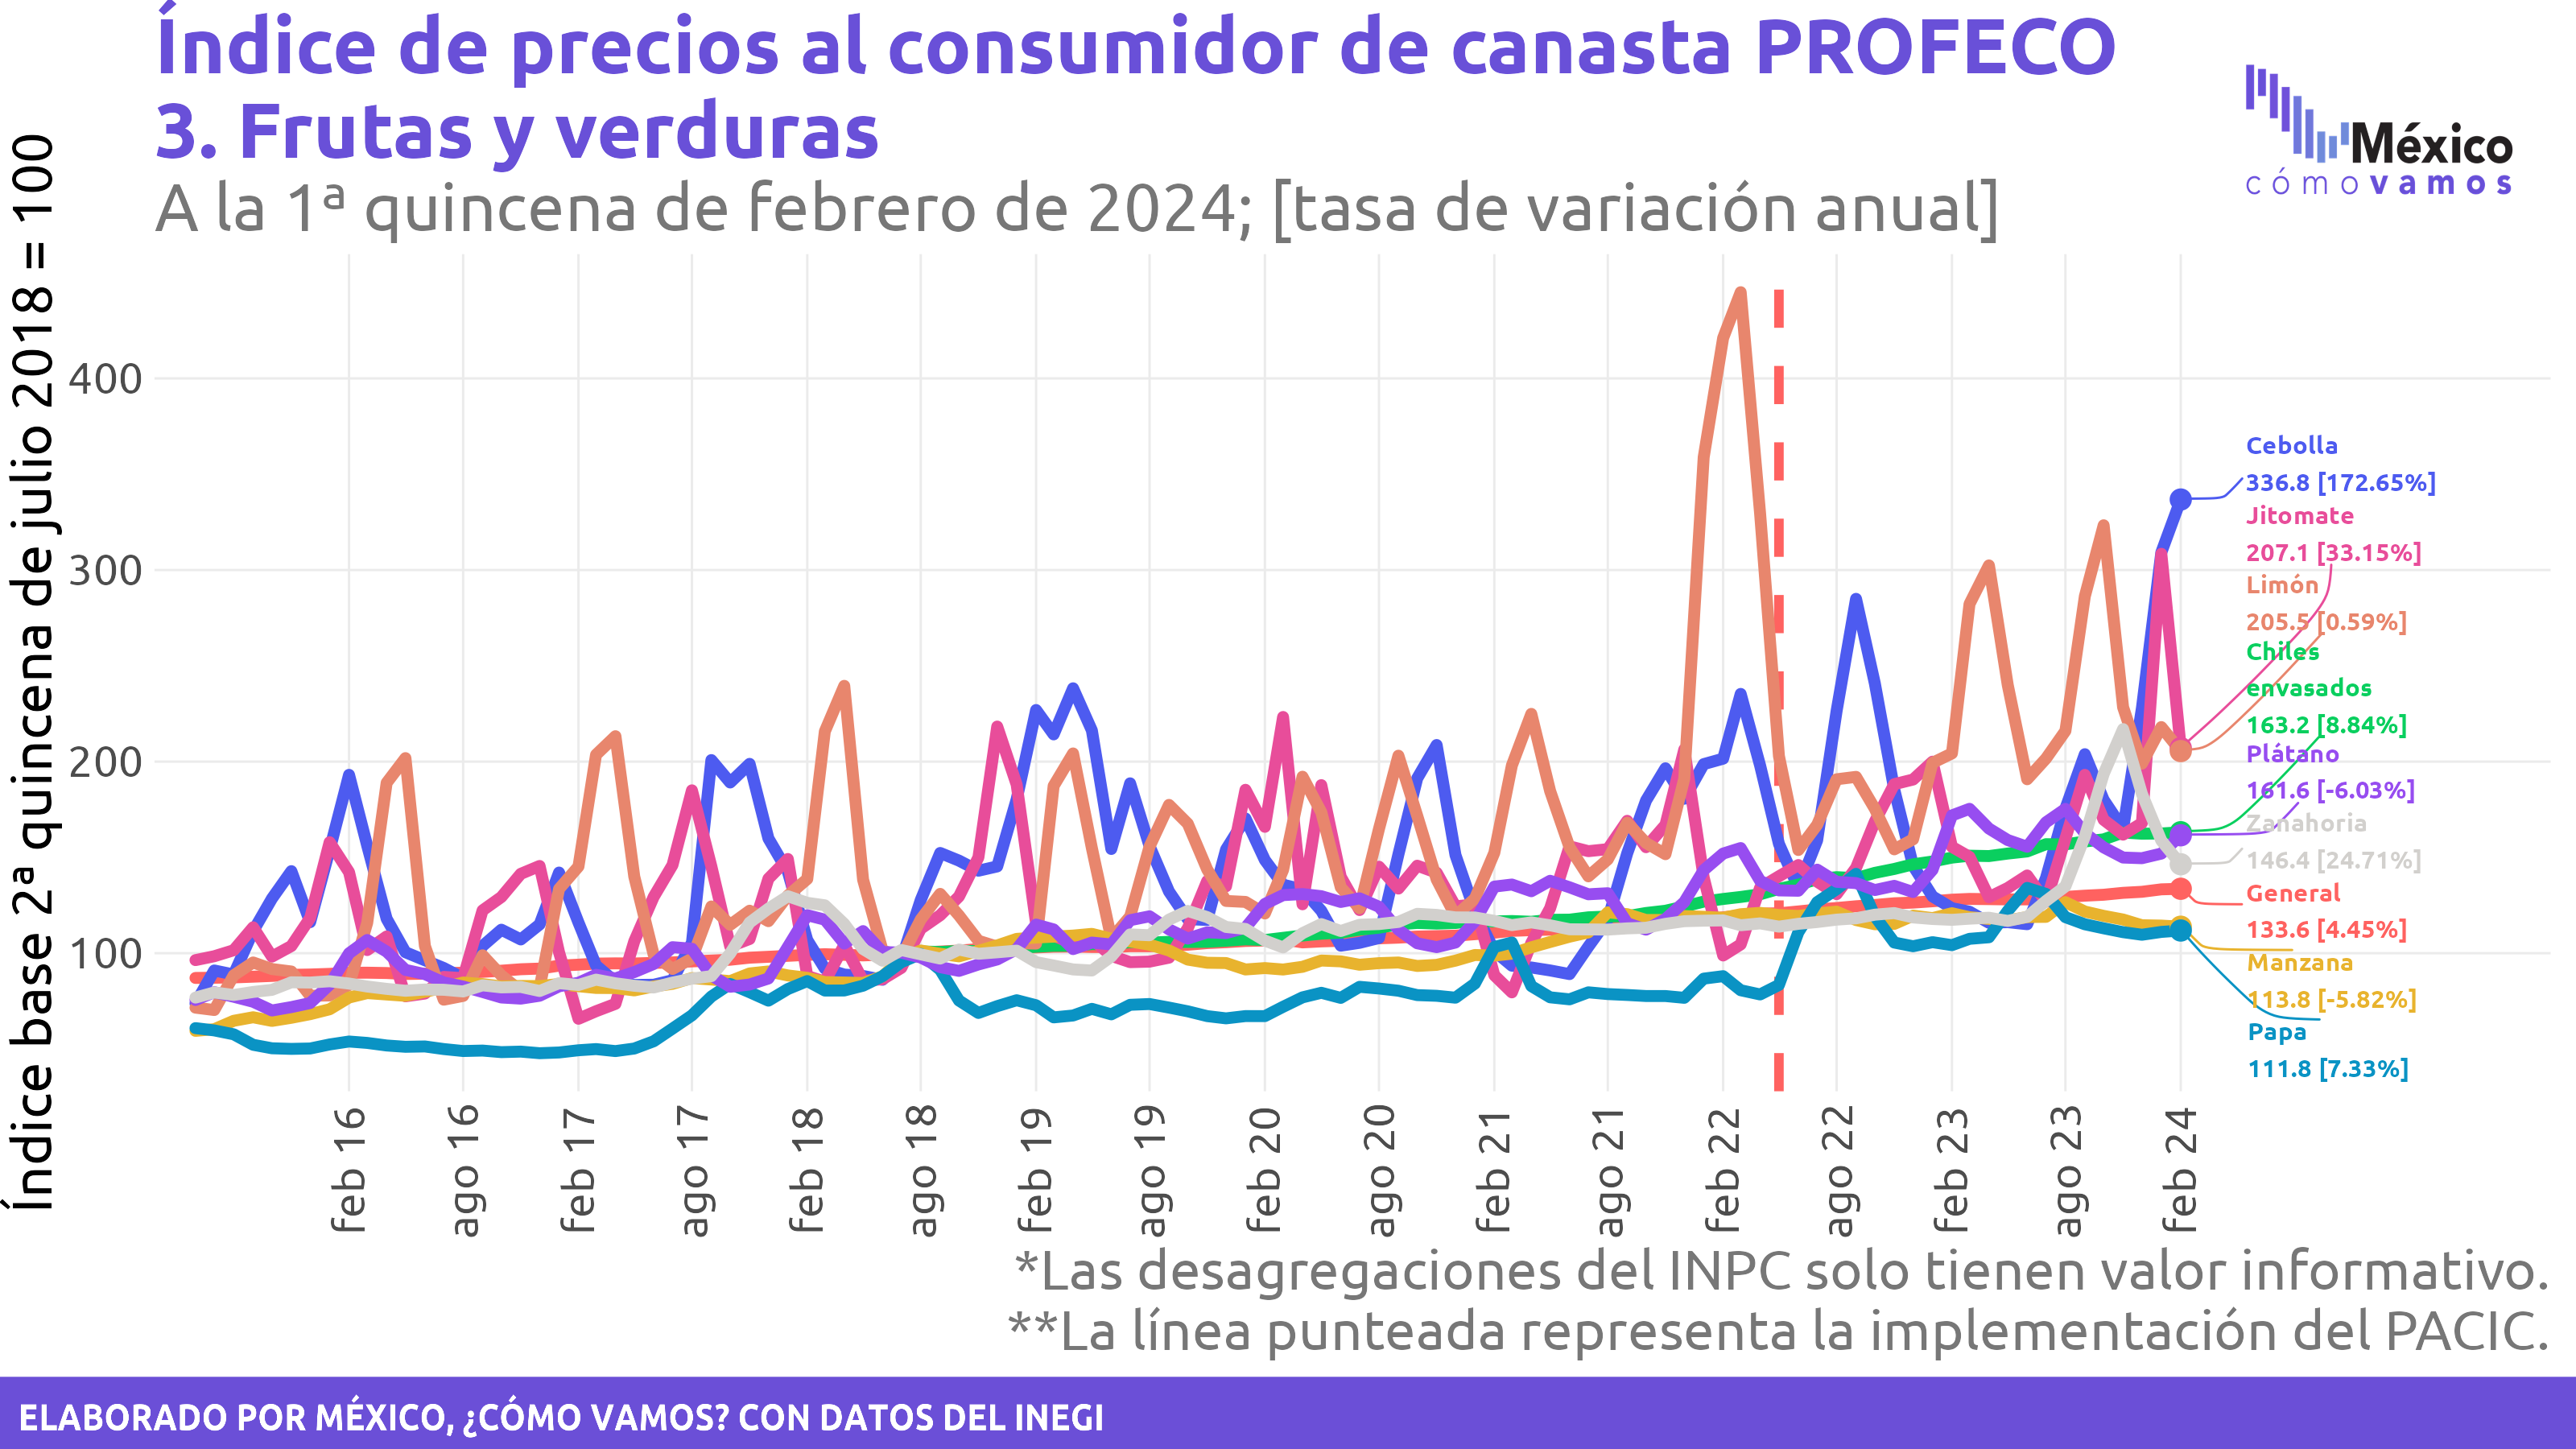 Índice de precios al consumidor de canasta PROFECO
3. Frutas y verduras
A la 1ª quincena de febrero de 2024; [tasa de variación anual]
México
cómo vamos
Índice base 2ª quincena de julio 2018 = 100
400
300
200
100
Cebolla
336.8 [172.65%]
Jitomate
207.1 [33.15%]
Limón
205.5 [0.59%]
Chiles
envasados
163.2 [8.84%]
Plátano
161.6 [-6.03%]
Zanahoria
146.4 [24.71%]
General
133.6 [4.45%]
Manzana
113.8 [-5.82%]
Papa
111.8 [7.33%]
feb 16
ago 16
feb 17
ago 17
feb 18
ago 18
feb 19
ago 19
feb 20
ago 20
feb 21
ago 21
feb 22
ago 22
feb 23
ago 23
feb 24
*Las desagregaciones del INPC solo tienen valor informativo.
**La línea punteada representa la implementación del PACIC.
ELABORADO POR MÉXICO, ¿CÓMO VAMOS? CON DATOS DEL INEGI